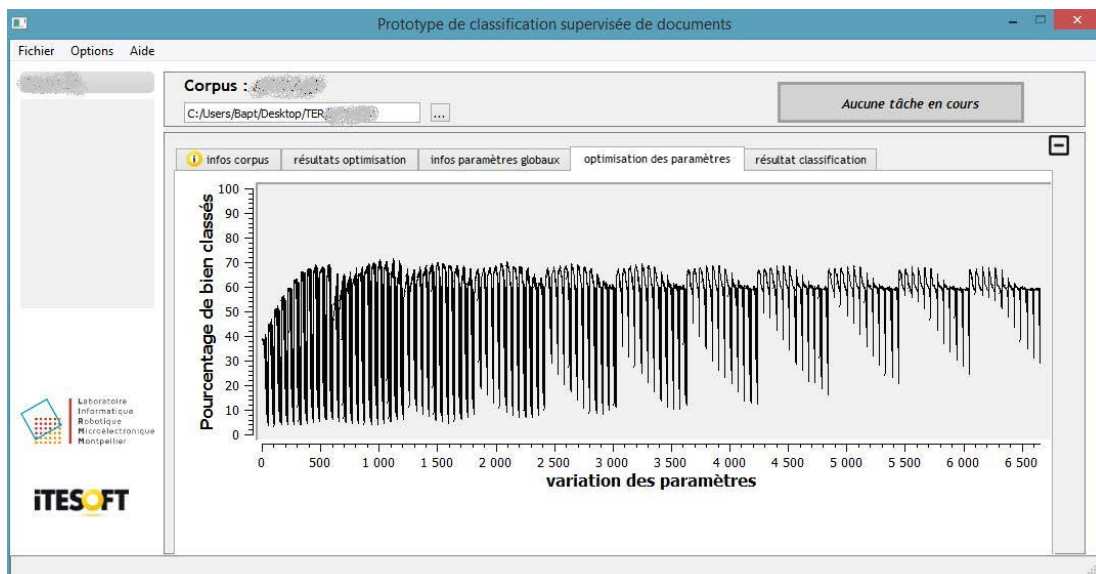 Prototype de classification supervisée de documents
Fichier Options Aide
Corpus :
C:/Users/Bapt/Desktop/TER
...
Aucune tâche en cours
infos corpus
résultats optimisation
infos paramètres globaux
optimisation des paramètres
résultat classification
Pourcentage de bien classés
100
90
80
70
60
50
40
30
20
10
0
0 500 1 000 1 500 2 000 2 500 3 000 3 500 4 000 4 500 5 000 5 500 6 000 6 500
variation des paramètres
Laboratoire
Informatique
Robotique
Microélectronique
Montpellier
iTESOFT